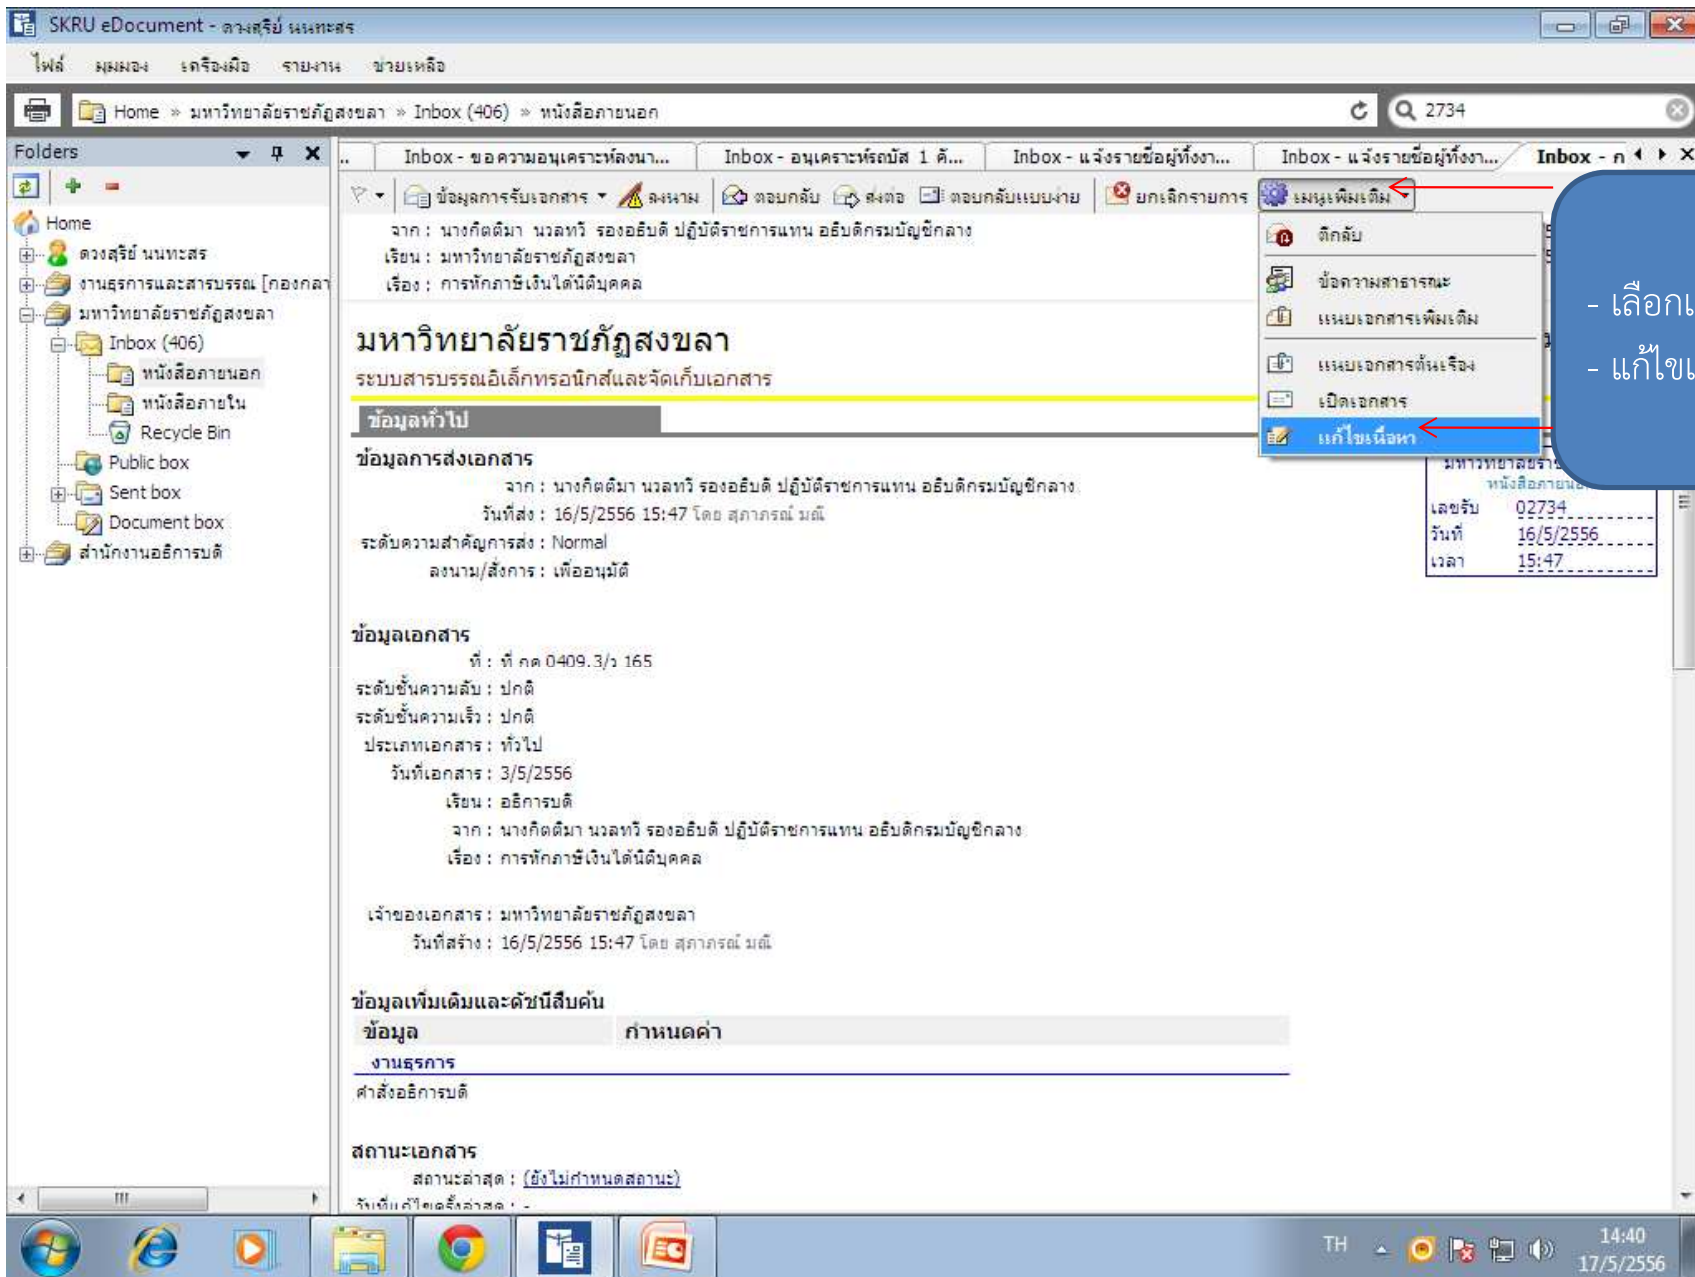 SKRU eDocument - ดวงสุรีย์ นนทะสร
ไฟล์ มุมมอง เครื่องมือ รายงาน ช่วยเหลือ
Home » มหาวิทยาลัยราชภัฏสงขลา » Inbox (406) » หนังสือภายนอก
2734
Folders
.. Inbox - ขอความอนุเคราะห์ลงนา... Inbox - อนุเคราะห์รถบัส 1 คั... Inbox - แจ้งรายชื่อผู้ทิ้งงา... Inbox - แจ้งรายชื่อผู้ทิ้งงา... Inbox - ก
ข้อมูลการรับเอกสาร ลงนาม ตอบกลับ ส่งต่อ ตอบกลับแบบง่าย ยกเลิกรายการ เมนูเพิ่มเติม
Home
ดวงสุรีย์ นนทะสร
งานธุรการและสารบรรณ [กองกลา
มหาวิทยาลัยราชภัฏสงขลา
Inbox (406)
หนังสือภายนอก
หนังสือภายใน
Recycle Bin
Public box
Sent box
Document box
สำนักงานอธิการบดี
จาก : นางกิตติมา นวลทวี รองอธิบดี ปฏิบัติราชการแทน อธิบดีกรมบัญชีกลาง
เรียน : มหาวิทยาลัยราชภัฏสงขลา
เรื่อง : การหักภาษีเงินได้นิติบุคคล
ตีกลับ
ข้อความสาธารณะ
แนบเอกสารเพิ่มเติม
แนบเอกสารต้นเรื่อง
เปิดเอกสาร
แก้ไขเนื้อหา
- เลือกเ
- แก้ไขเ
มหาวิทยาลัยราชภัฏสงขลา
ระบบสารบรรณอิเล็กทรอนิกส์และจัดเก็บเอกสาร
ข้อมูลทั่วไป
มหาวิทยาลัยราช
หนังสือภายน
เลขรับ 02734
วันที่ 16/5/2556
เวลา 15:47
ข้อมูลการส่งเอกสาร
จาก : นางกิตติมา นวลทวี รองอธิบดี ปฏิบัติราชการแทน อธิบดีกรมบัญชีกลาง
วันที่ส่ง : 16/5/2556 15:47 โดย สุภาภรณ์ มณี
ระดับความสำคัญการส่ง : Normal
ลงนาม/สั่งการ : เพื่ออนุมัติ
ข้อมูลเอกสาร
ที่ : ที่ กค 0409.3/ว 165
ระดับชั้นความลับ : ปกติ
ระดับชั้นความเร็ว : ปกติ
ประเภทเอกสาร : ทั่วไป
วันที่เอกสาร : 3/5/2556
เรียน : อธิการบดี
จาก : นางกิตติมา นวลทวี รองอธิบดี ปฏิบัติราชการแทน อธิบดีกรมบัญชีกลาง
เรื่อง : การหักภาษีเงินได้นิติบุคคล
เจ้าของเอกสาร : มหาวิทยาลัยราชภัฏสงขลา
วันที่สร้าง : 16/5/2556 15:47 โดย สุภาภรณ์ มณี
ข้อมูลเพิ่มเติมและดัชนีสืบค้น
ข้อมูล กำหนดค่า
งานธุรการ
คำสั่งอธิการบดี
สถานะเอกสาร
สถานะล่าสุด : (ยังไม่กำหนดสถานะ)
วันที่แก้ไขครั้งล่าสุด : -
TH
14:40
17/5/2556